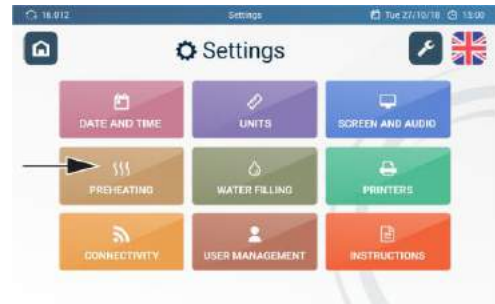 16.012 Settings Tue 27/10/18 15:00
Settings
DATE AND TIME UNITS SCREEN AND AUDIO
PREHEATING WATER FILLING PRINTERS
CONNECTIVITY USER MANAGEMENT INSTRUCTIONS